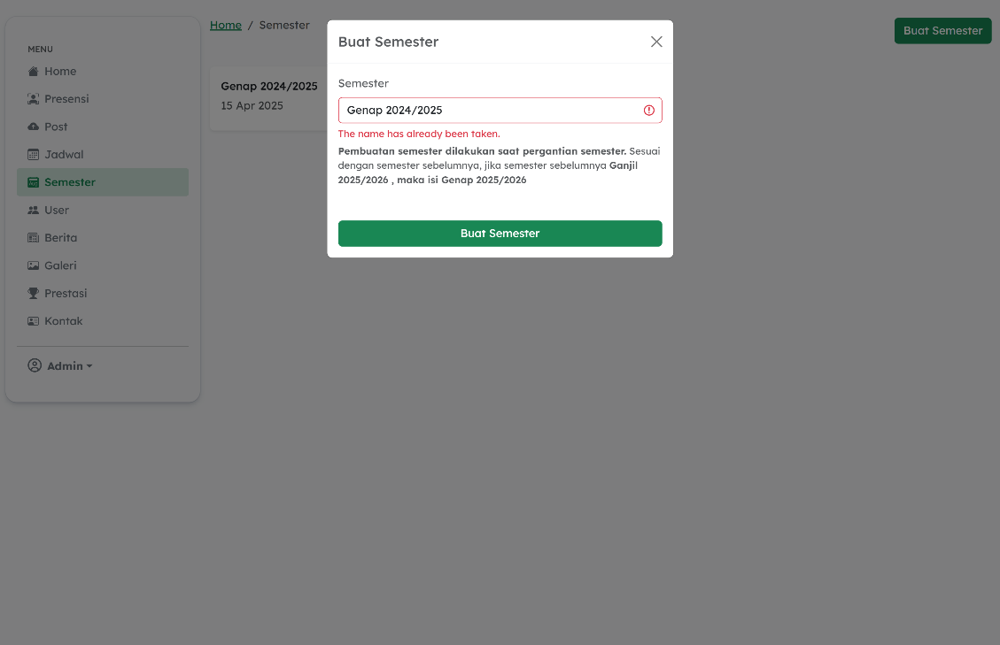 MENU
Home
Presensi
Post
Jadwal
Semester
User
Berita
Galeri
Prestasi
Kontak
Admin
Home / Semester
Buat Semester
Genap 2024/2025
15 Apr 2025
Buat Semester
Semester
Genap 2024/2025
The name has already been taken.
Pembuatan semester dilakukan saat pergantian semester. Sesuai
dengan semester sebelumnya, jika semester sebelumnya Ganjil
2025/2026 , maka isi Genap 2025/2026
Buat Semester